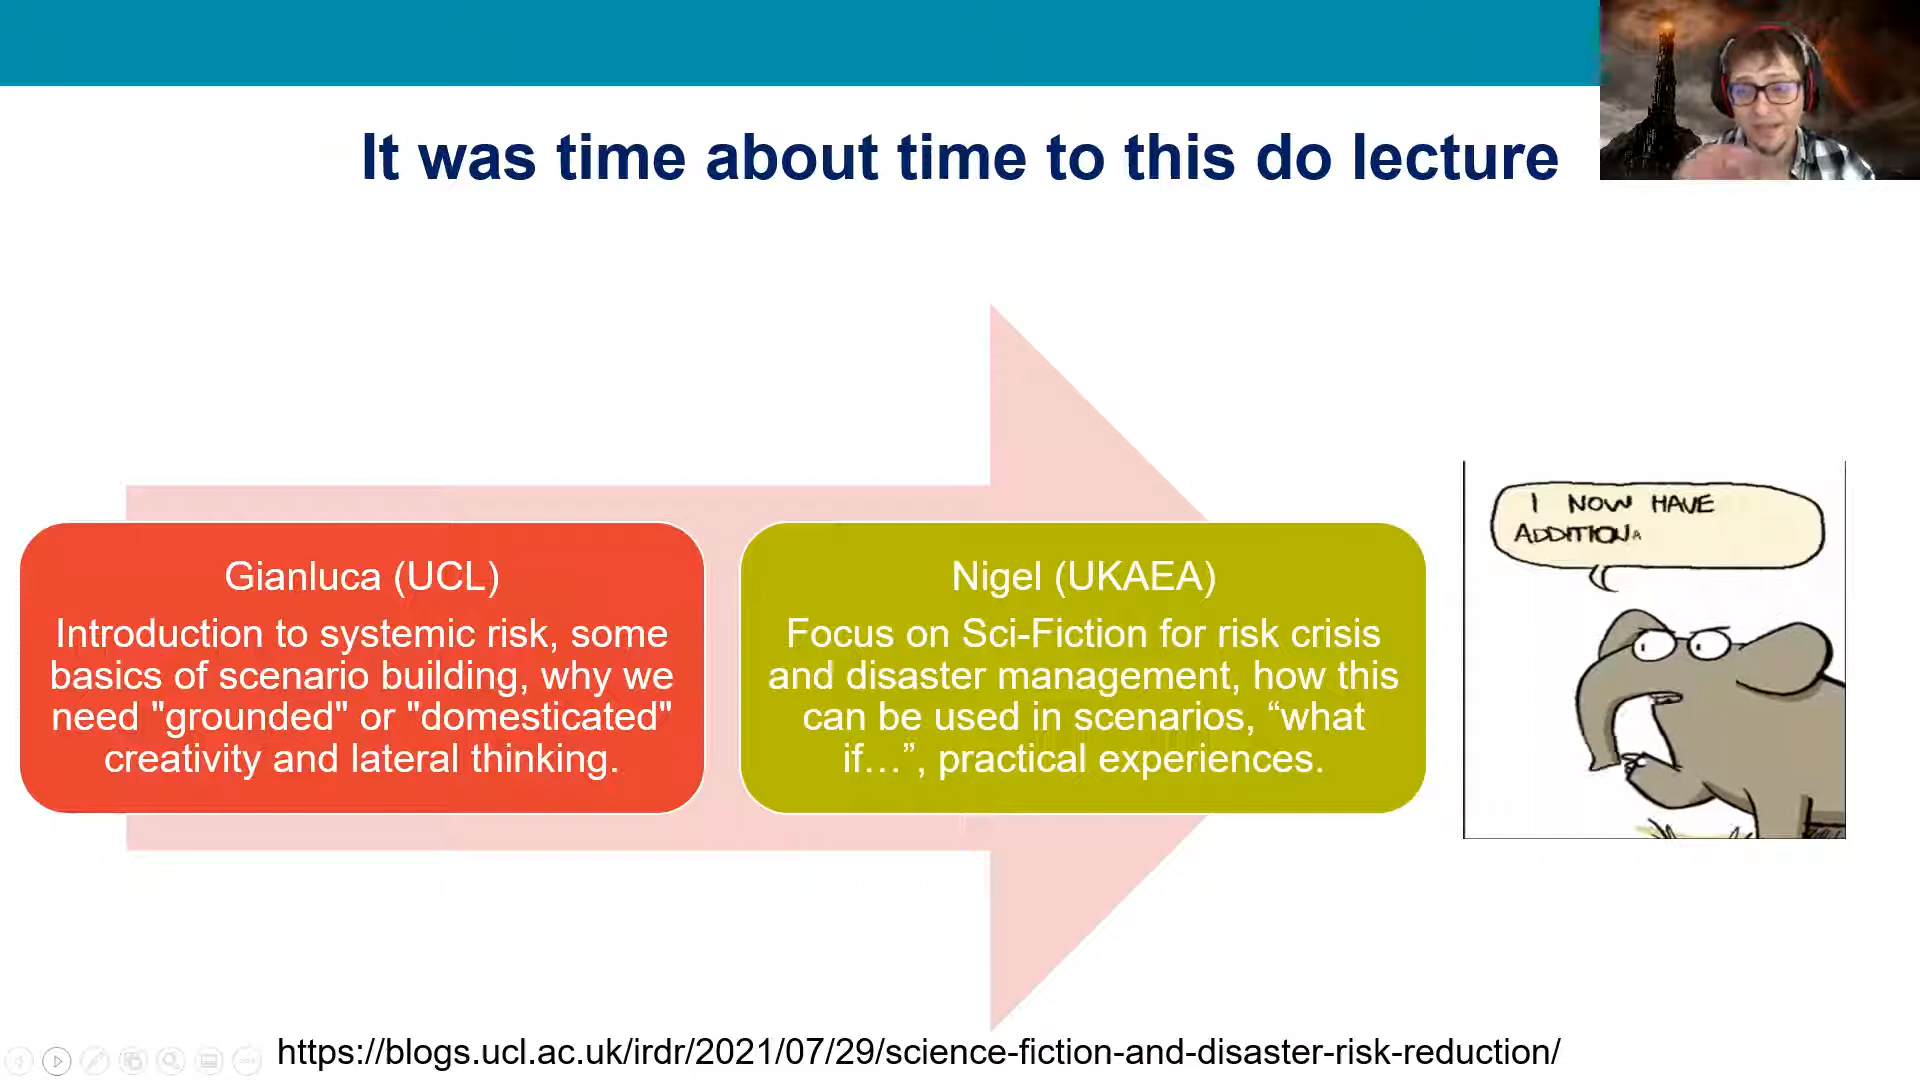 It was time about time to this do lecture
Gianluca (UCL)
Introduction to systemic risk, some
basics of scenario building, why we
need "grounded" or "domesticated"
creativity and lateral thinking.
Nigel (UKAEA)
Focus on Sci-Fiction for risk crisis
and disaster management, how this
can be used in scenarios, “what
if…”, practical experiences.
I NOW HAVE
ADDITIONA
https://blogs.ucl.ac.uk/irdr/2021/07/29/science-fiction-and-disaster-risk-reduction/